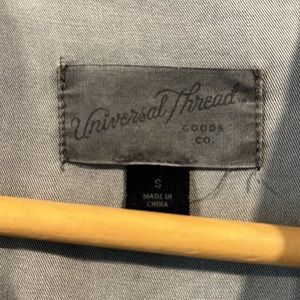 Universal Thread
GOODS
CO.
S
MADE IN
CHINA